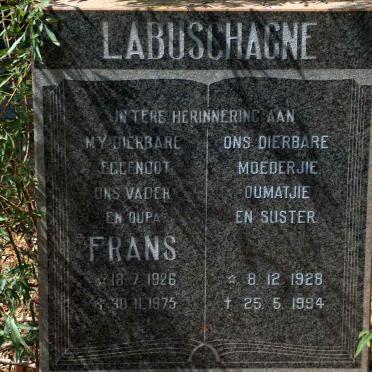 LABUSCHAGNE
IN TERE HERINNERING AAN
MY DIERBARE
EGGENOOT
ONS VADER
EN OUPA
FRANS
☆ 18.7.1926
† 30.11.1975
ONS DIERBARE
MOEDERJIE
OUMATJIE
EN SUSTER
☆ 8.12.1928
† 25.5.1994